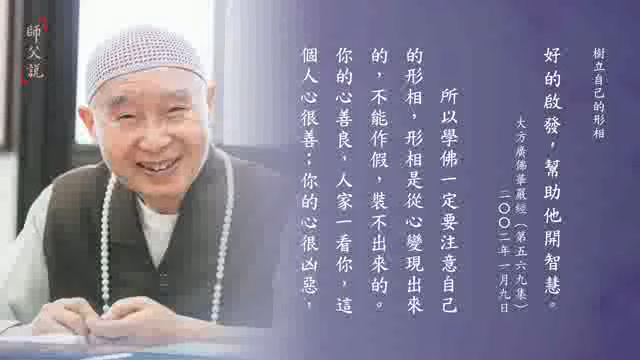 師父說
樹立自己的形相
好的啟發，幫助他開智慧。
大方廣佛華嚴經（第五六九集）
二〇〇二年一月九日
所以學佛一定要注意自己
的形相，形相是從心變現出來
的，不能作假，裝不出來的。
你的心善良，人家一看你，這
個人心很善；你的心很凶惡，